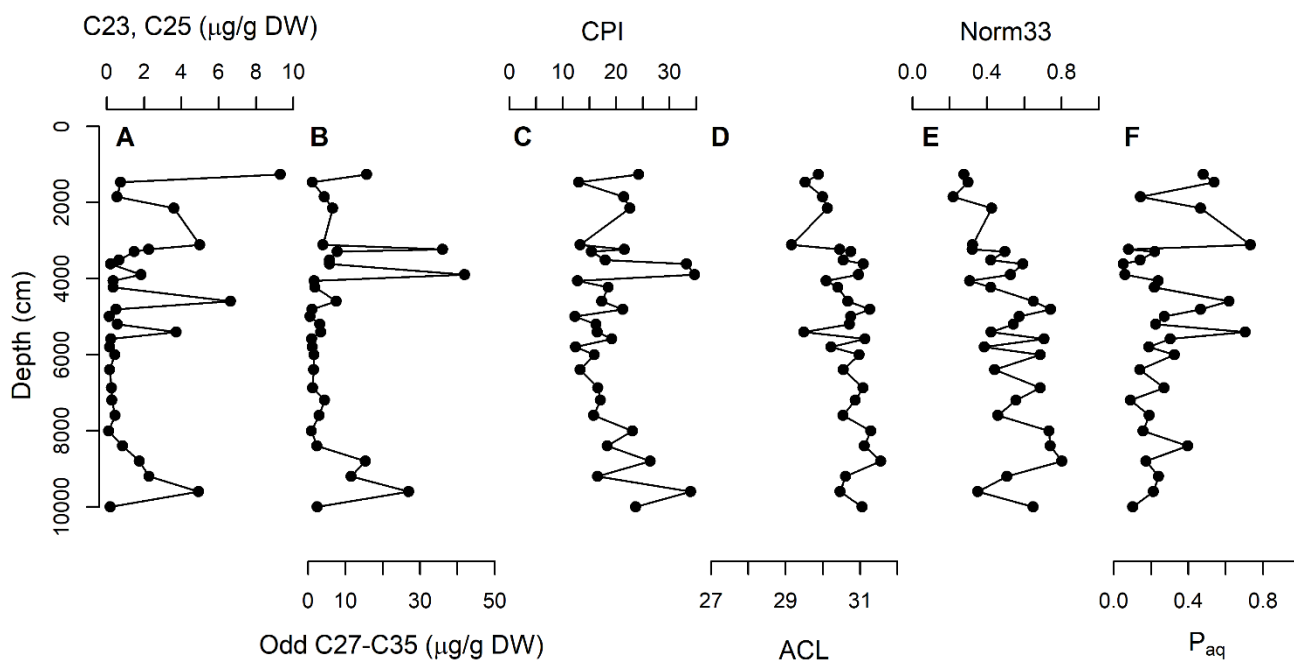 C23, C25 (μg/g DW) CPI Norm33
0 2 4 6 8 10 0 10 20 30 0.0 0.4 0.8
A B C D E F
Depth (cm)
0 2000 4000 6000 8000 10000
0 10 20 30 50 27 29 31 0.0 0.4 0.8
Odd C27-C35 (μg/g DW) ACL Paq